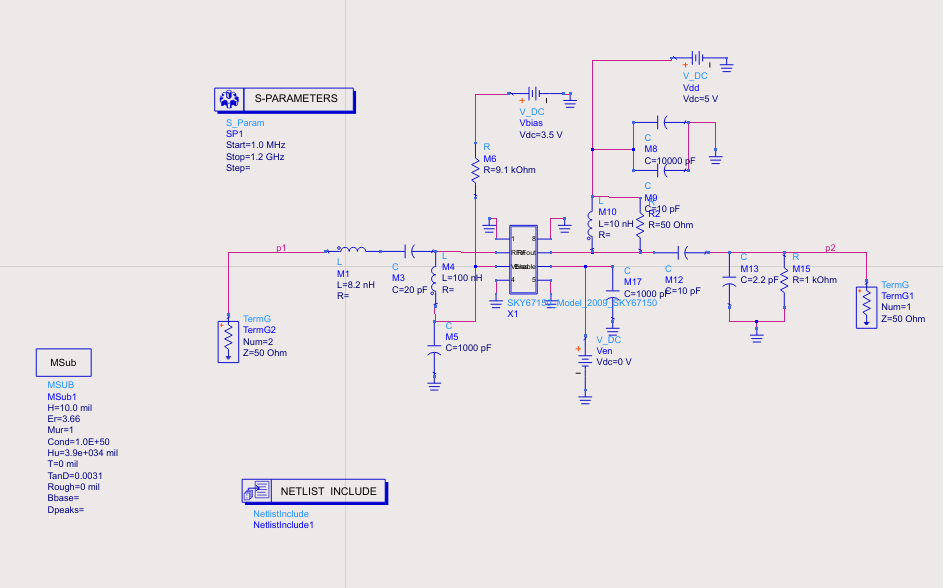 S-PARAMETERS
S_Param
SP1
Start=1.0 MHz
Stop=1.2 GHz
Step=
V_DC
Vbias
Vdc=3.5 V
V_DC
Vdd
Vdc=5 V
R
M6
R=9.1 kOhm
C
M8
C=10000 pF
C
M9
C=10 pF
L
M10
L=10 nH
R=
R2
R=50 Ohm
p1
L
M1
L=8.2 nH
R=
C
M3
C=20 pF
L
M4
L=100 nH
R=
C
M5
C=1000 pF
1
8
4
5
X1
C
M17
C=1000 pF
C
M12
C=10 pF
C
M13
C=2.2 pF
R
M15
R=1 kOhm
p2
V_DC
Ven
Vdc=0 V
TermG
TermG2
Num=2
Z=50 Ohm
TermG
TermG1
Num=1
Z=50 Ohm
MSub
MSUB
MSub1
H=10.0 mil
Er=3.66
Mur=1
Cond=1.0E+50
Hu=3.9e+034 mil
T=0 mil
TanD=0.0031
Rough=0 mil
Bbase=
Dpeaks=
NETLIST INCLUDE
NetlistInclude
NetlistInclude1